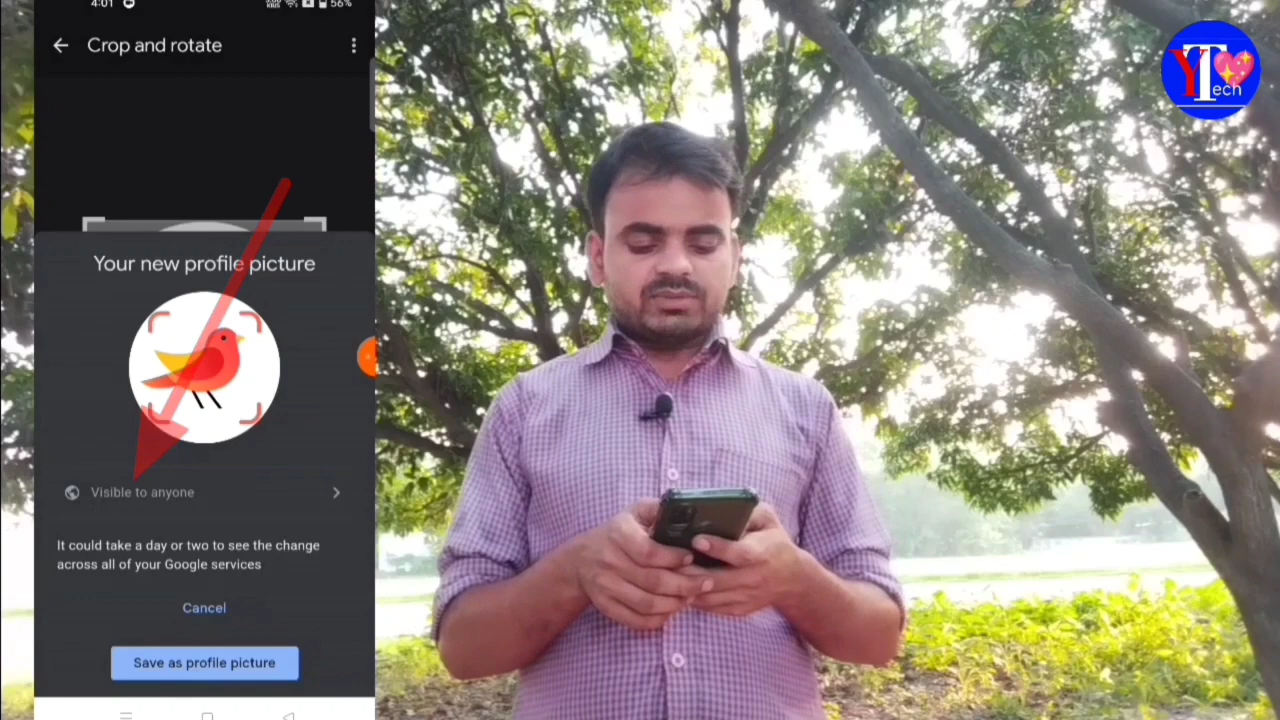 4:01
56%
Crop and rotate
Your new profile picture
Visible to anyone
It could take a day or two to see the change
across all of your Google services
Cancel
Save as profile picture
YTech